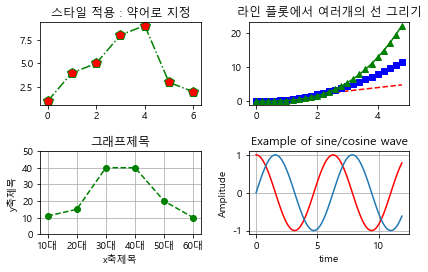 스타일 적용 : 약어로 지정
7.5
5.0
2.5
0 2 4 6
라인 플롯에서 여러개의 선 그리기
20
10
0
0 2 4
그래프제목
50
40
30
20
10
0
y축제목
10대 20대 30대 40대 50대 60대
x축제목
Example of sine/cosine wave
1
0
-1
Amplitude
0 5 10
time